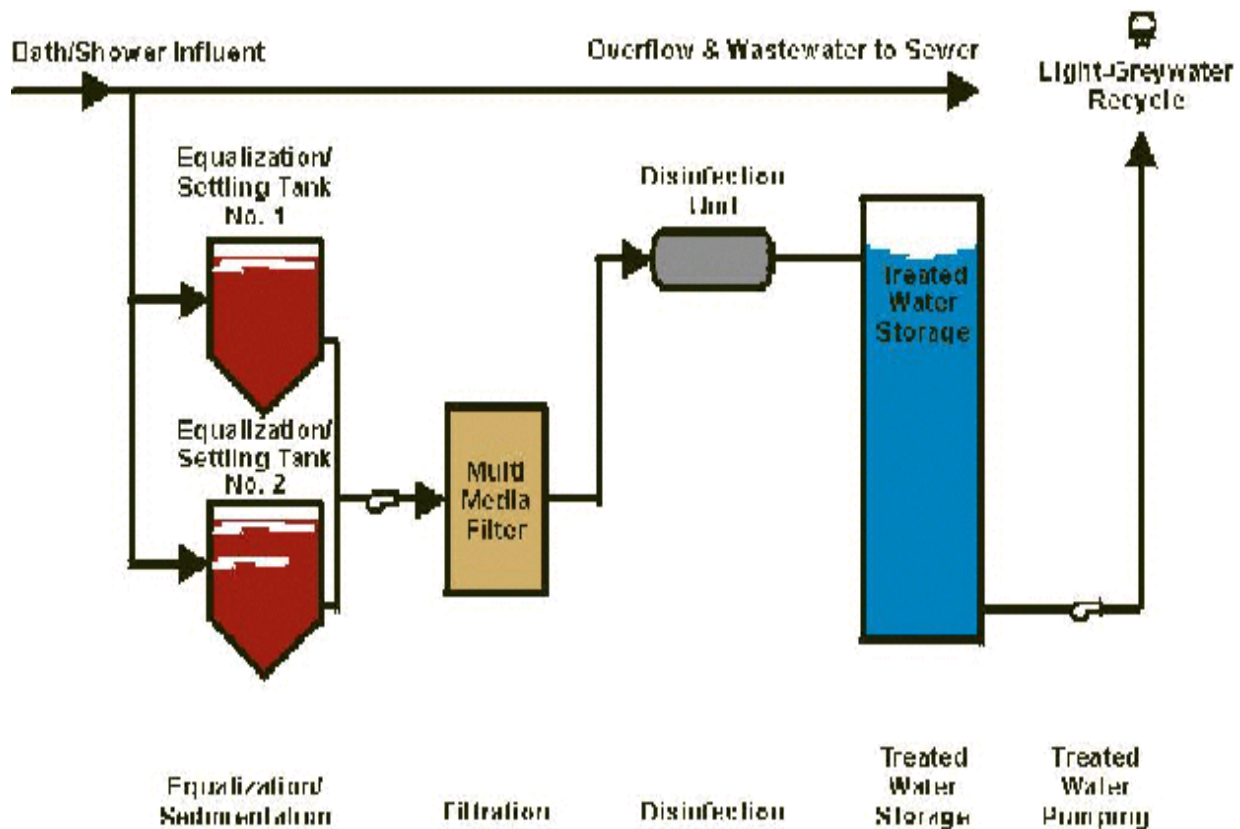 Bath/Shower Influent
Overflow & Wastewater to Sewer
Light-Greywater
Recycle
Equalization/
Settling Tank
No. 1
Disinfection
Unit
Treated
Water
Storage
Equalization/
Settling Tank
No. 2
Multi
Media
Filter
Equalization/
Sedimentation
Filtration
Disinfection
Treated
Water
Storage
Treated
Water
Pumping